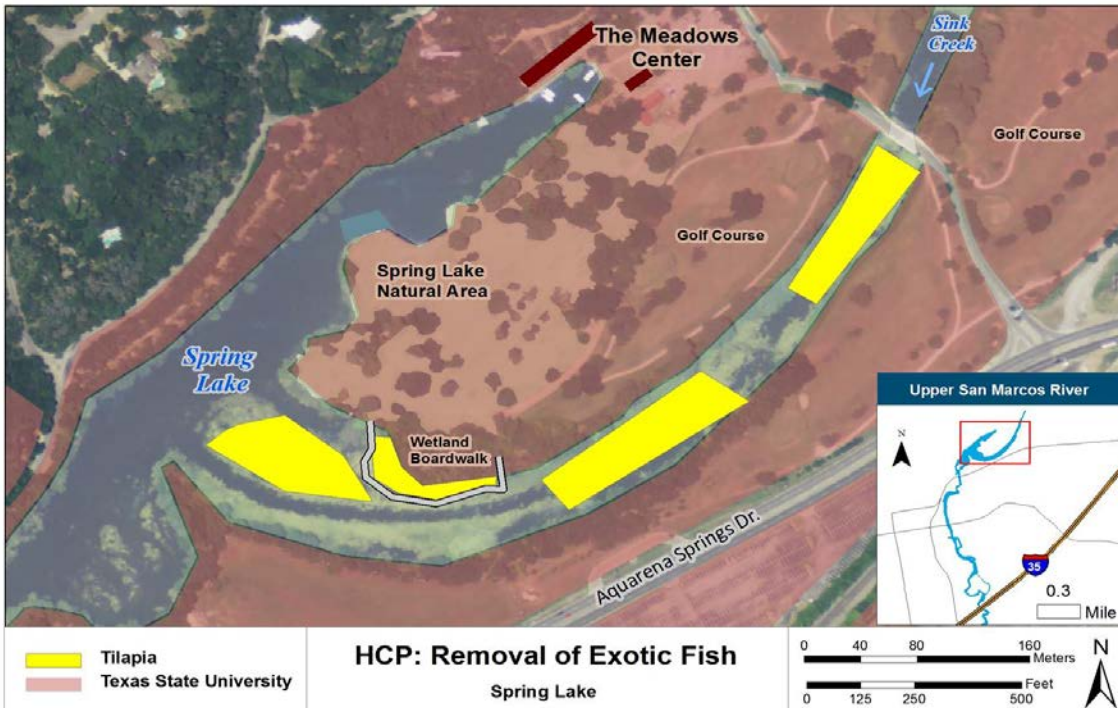 The Meadows
Center
Sink
Creek
Golf Course
Golf Course
Spring Lake
Natural Area
Spring
Lake
Wetland
Boardwalk
Aquarena Springs Dr.
Upper San Marcos River
N
35
0.3
Mile
Tilapia
Texas State University
HCP: Removal of Exotic Fish
Spring Lake
0 40 80 160
Meters
Feet
0 125 250 500
N